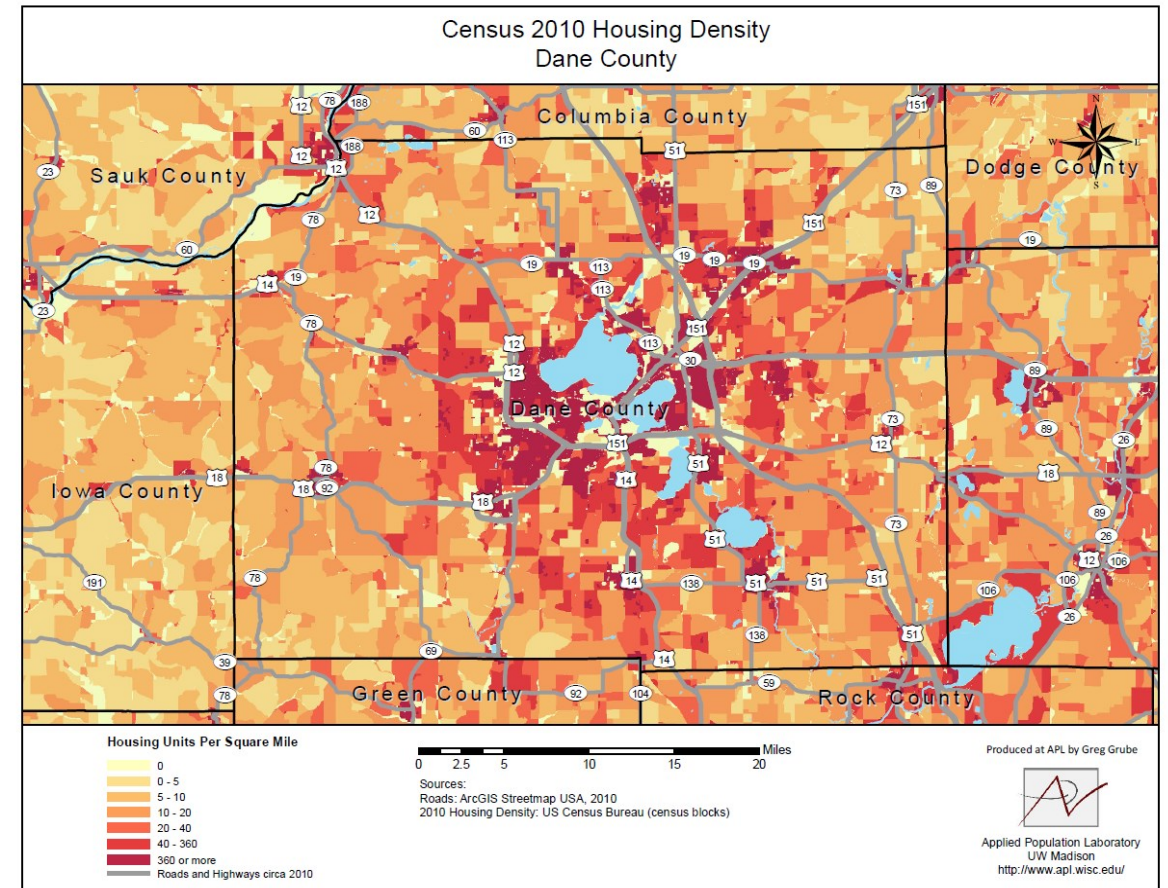 Census 2010 Housing Density
Dane County
12 78 188 151
60 Columbia County N
188 113
12 51 W E
23 Sauk County 12 Dodge County
73 89 S
78 12 151
60 19 113 19 19 19 19
14 19 113
23
78 12 151
113
12 30 89
Dane County
73 89
151 12 26
78 51
Iowa County 18 14 18
18 92
18 89
73
51 26
12 106
191 78 14 138 51 51 51 106
106
26
138 51
39 69 14
78 Green County 92 104 59 Rock County
Housing Units Per Square Mile
0
0 - 5
5 - 10
10 - 20
20 - 40
40 - 360
360 or more
Roads and Highways circa 2010
Miles
0 2.5 5 10 15 20
Sources:
Roads: ArcGIS Streetmap USA, 2010
2010 Housing Density: US Census Bureau (census blocks)
Produced at APL by Greg Grube
APL
Applied Population Laboratory
UW Madison
http://www.apl.wisc.edu/